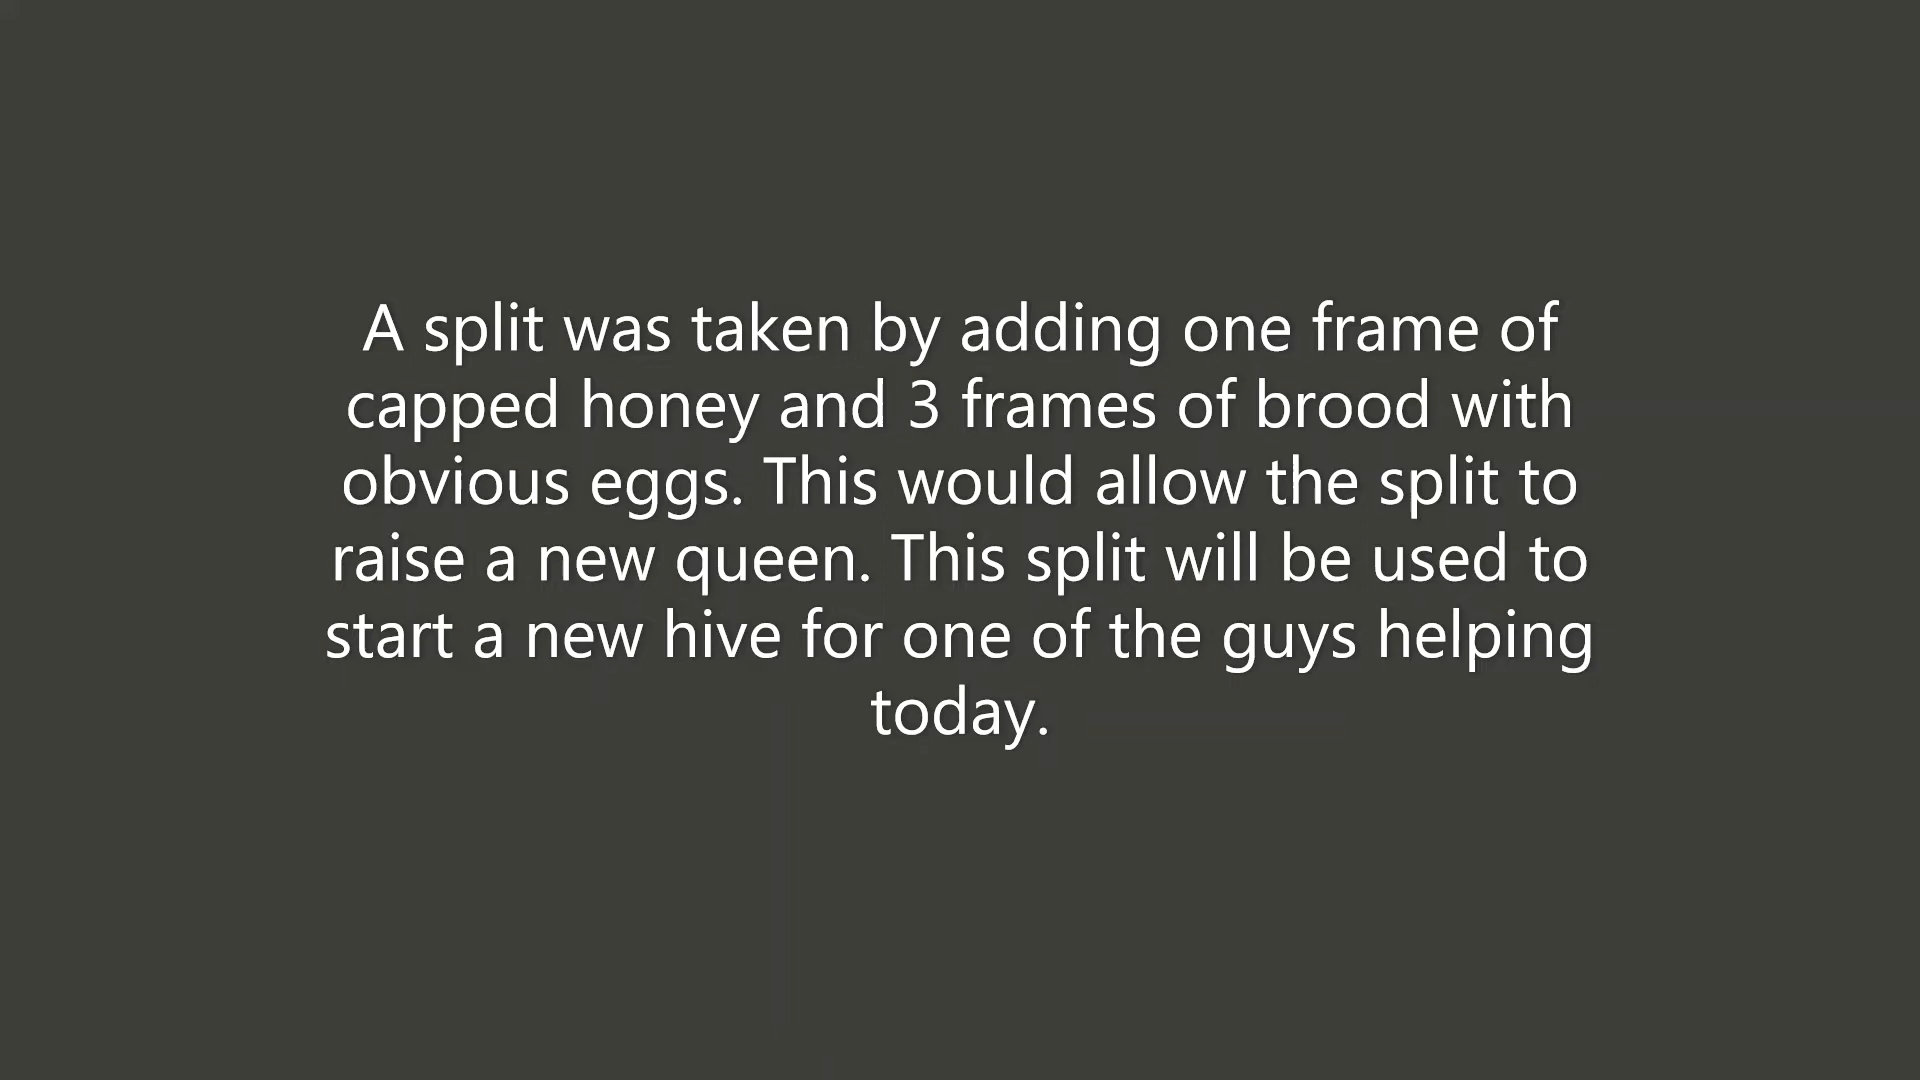 A split was taken by adding one frame of
capped honey and 3 frames of brood with
obvious eggs. This would allow the split to
raise a new queen. This split will be used to
start a new hive for one of the guys helping
today.